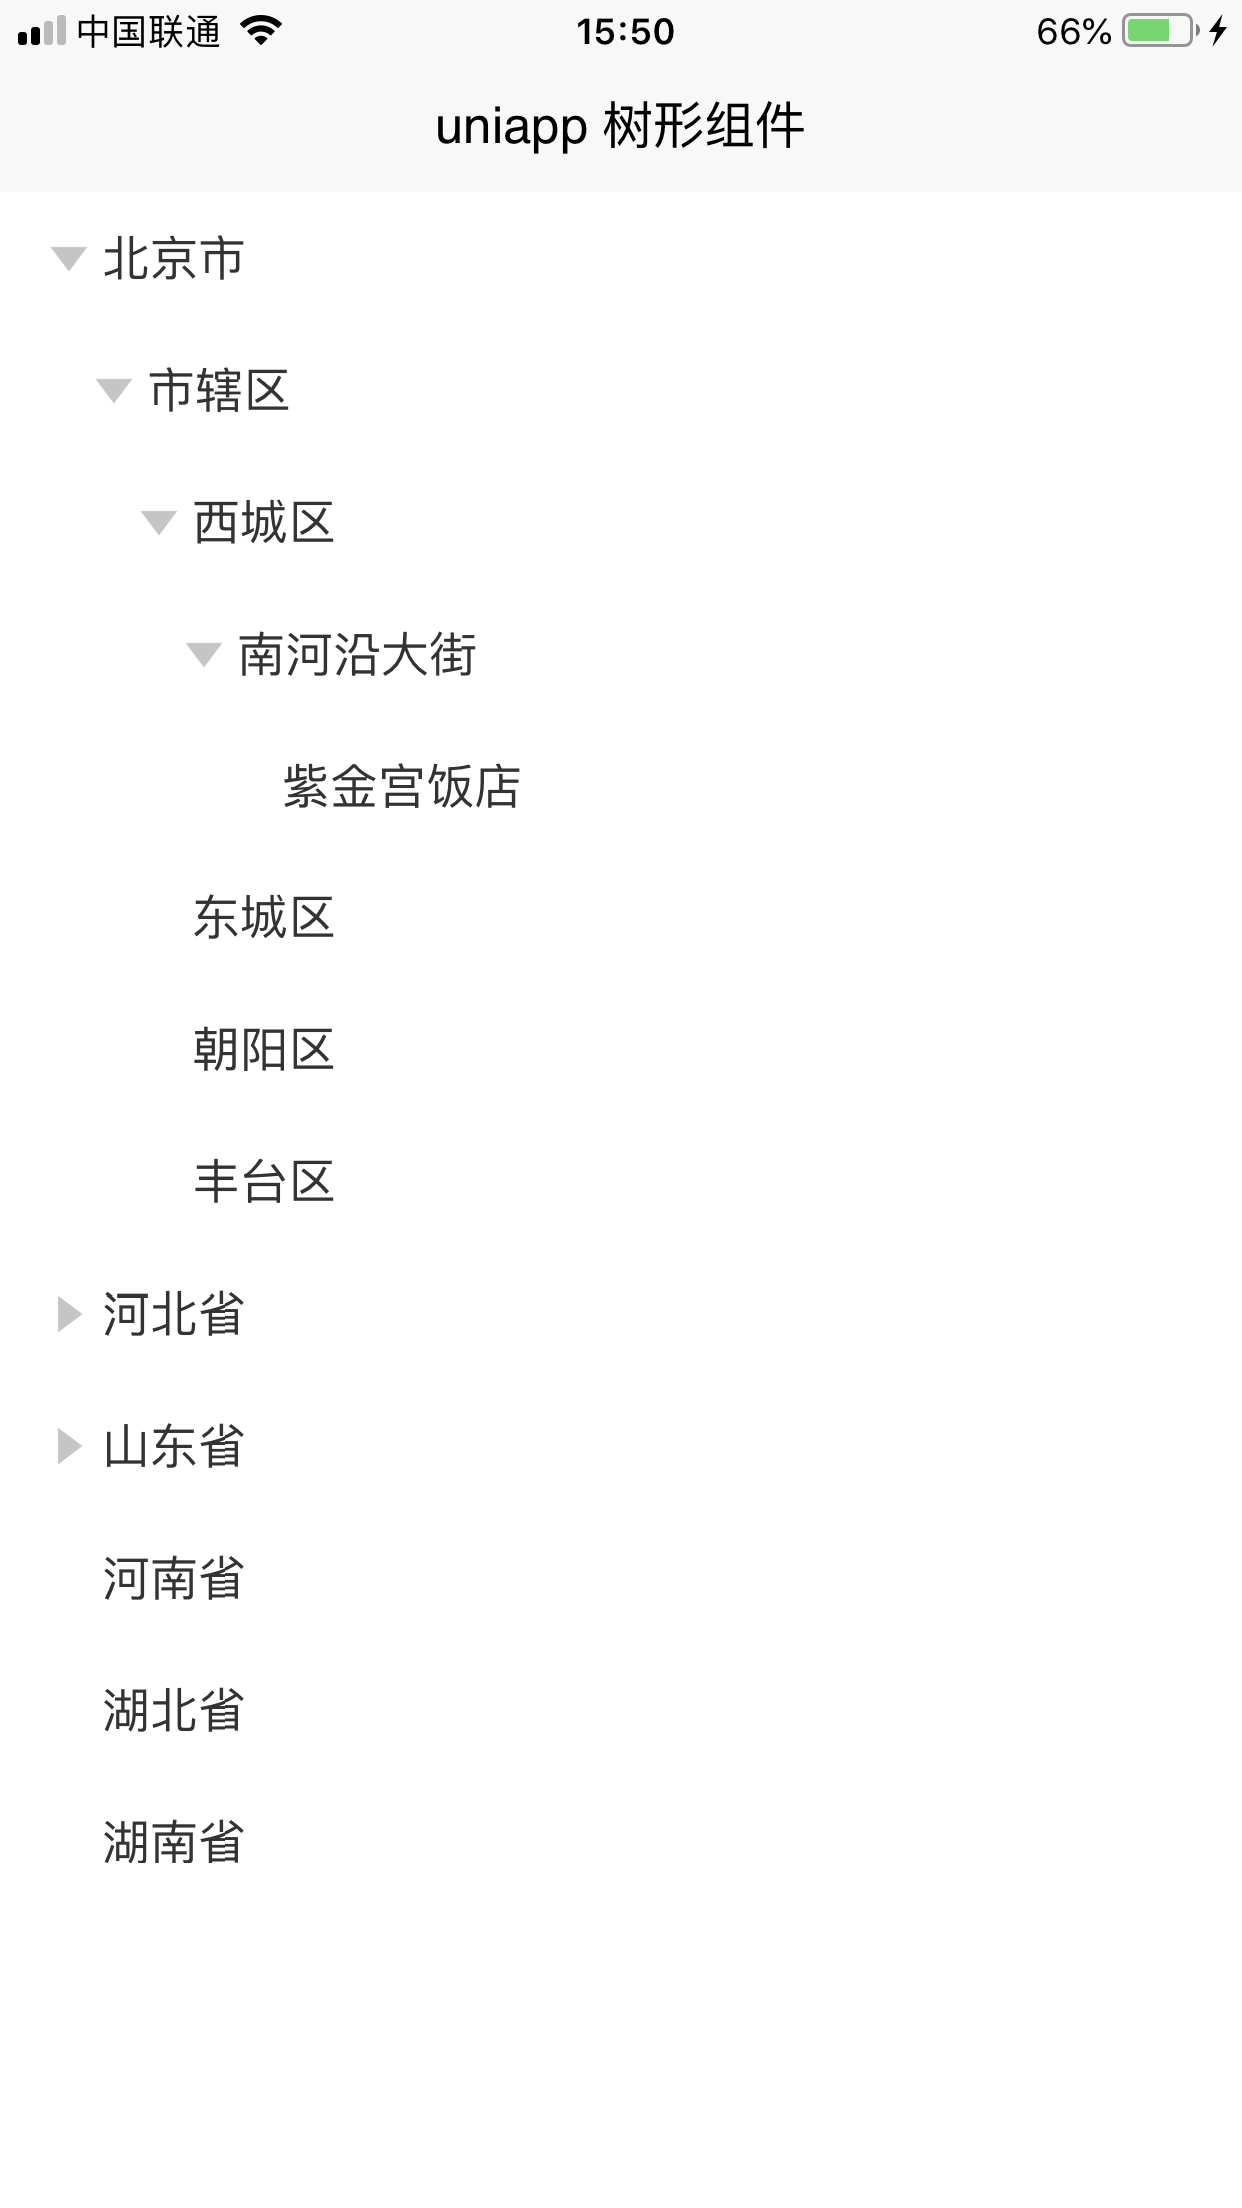 中国联通 15:50 66%
uniapp 树形组件
北京市
市辖区
西城区
南河沿大街
紫金宫饭店
东城区
朝阳区
丰台区
河北省
山东省
河南省
湖北省
湖南省